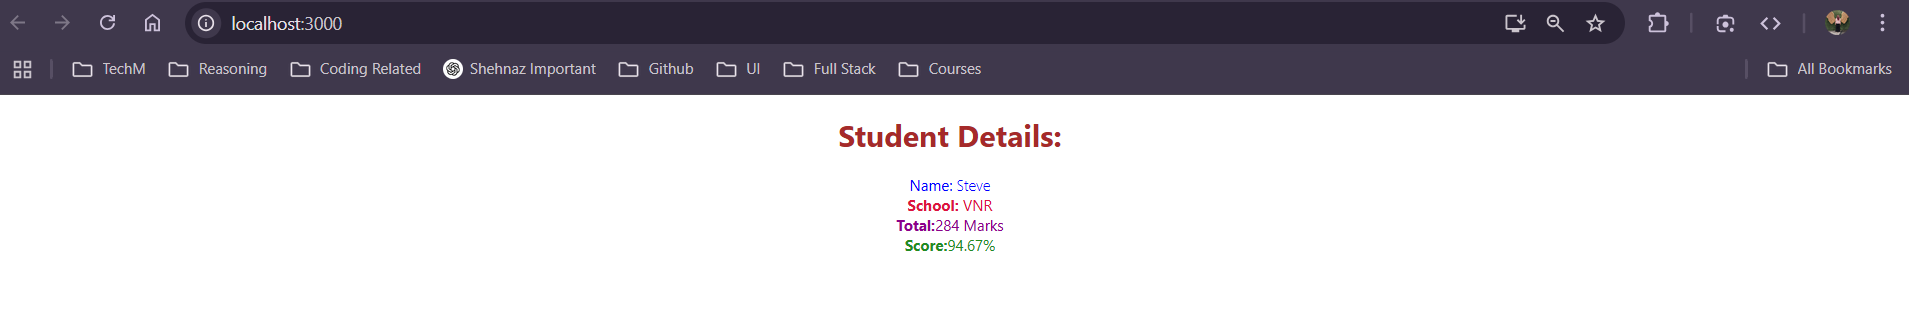 localhost:3000
TechM Reasoning Coding Related Shehnaz Important Github UI Full Stack Courses All Bookmarks
Student Details:
Name: Steve
School: VNR
Total:284 Marks
Score:94.67%